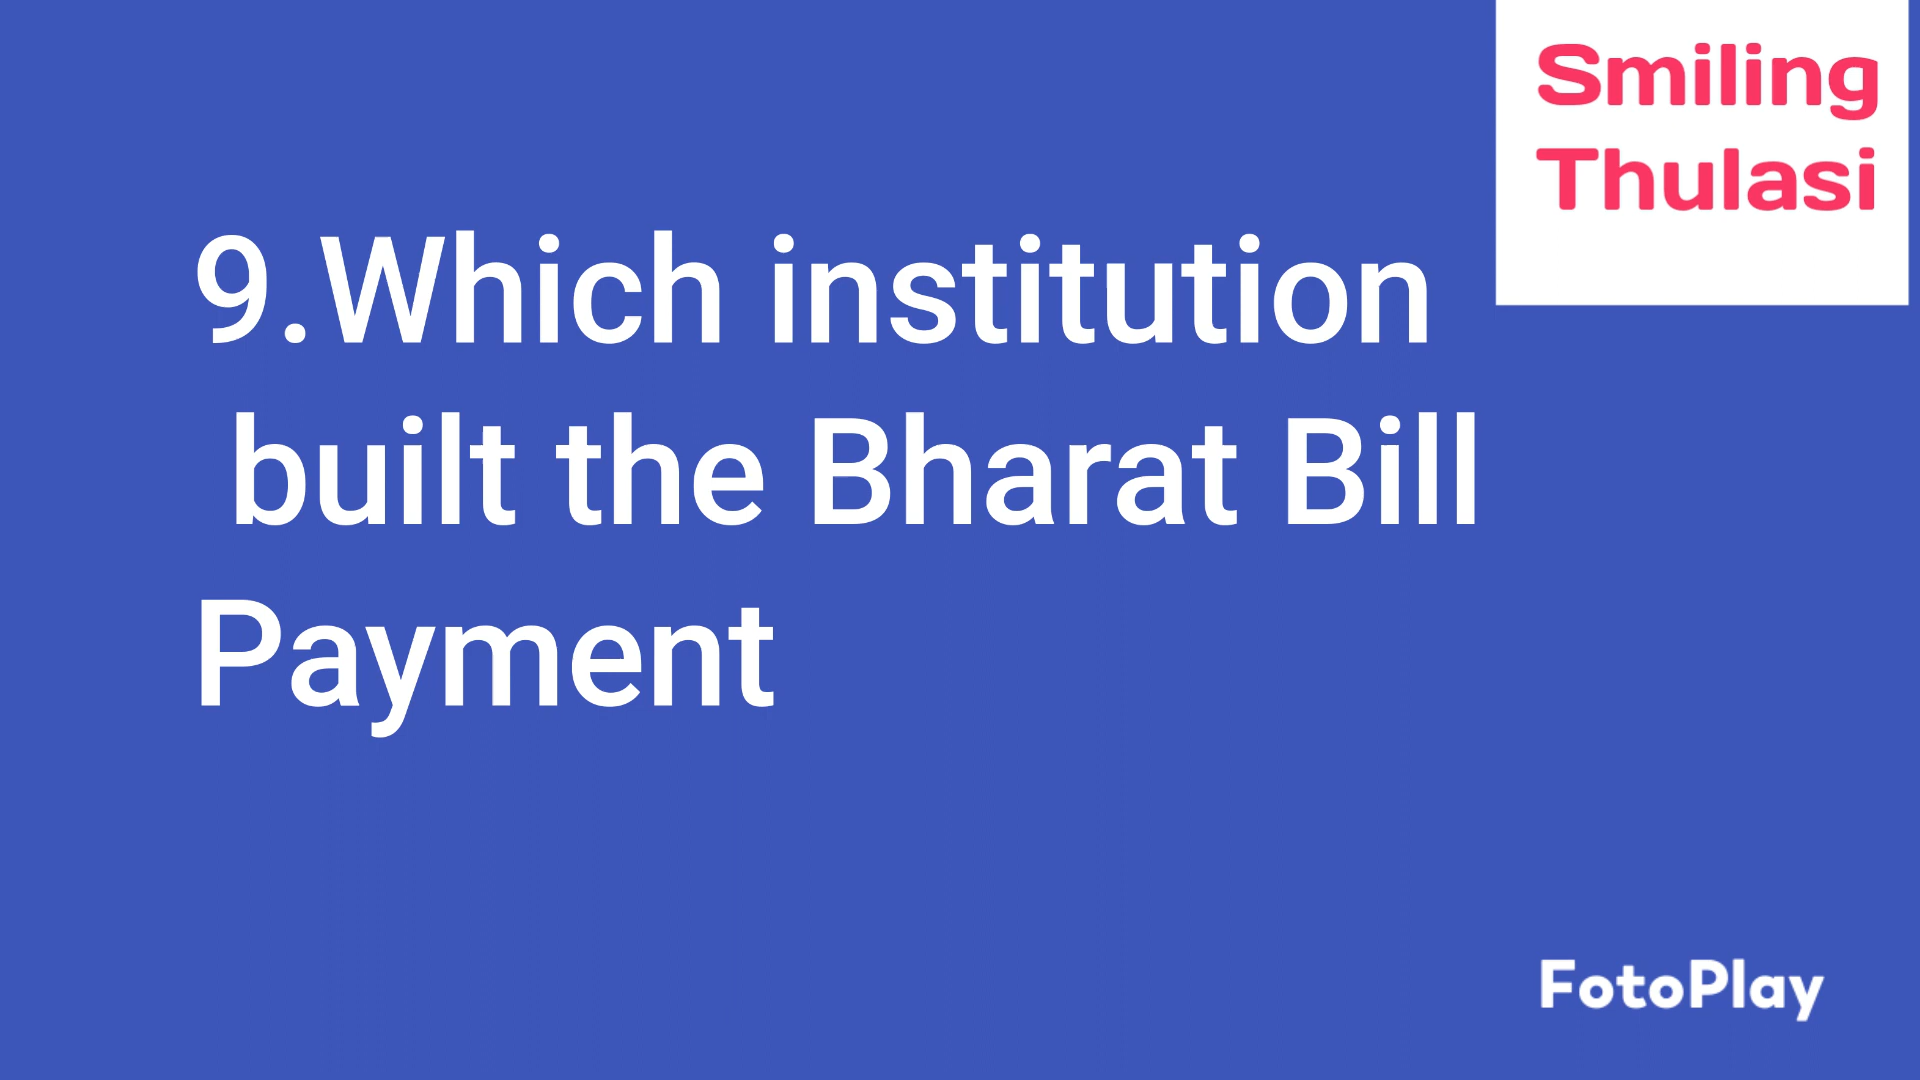 Smiling
Thulasi
9.Which institution
built the Bharat Bill
Payment
FotoPlay